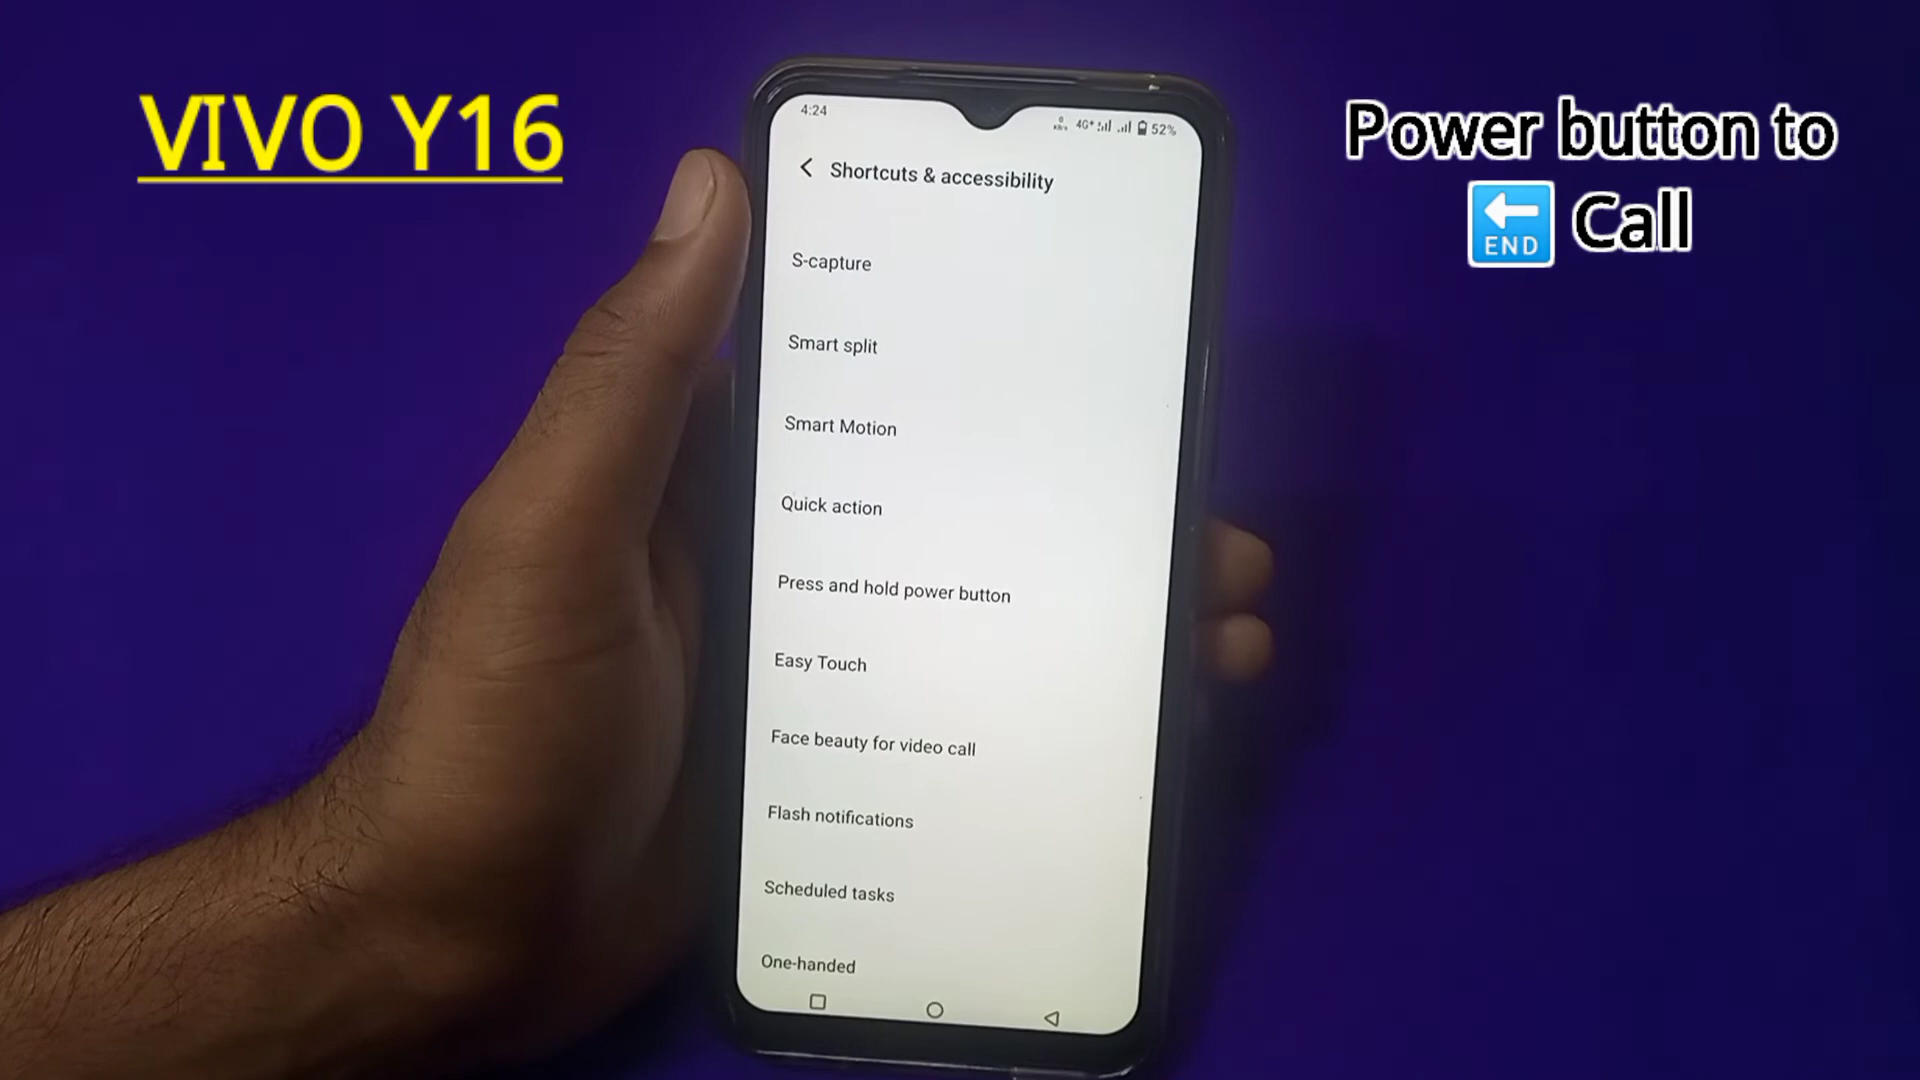 VIVO Y16
Power button to
END Call
4:24
4G+ 52%
Shortcuts & accessibility
S-capture
Smart split
Smart Motion
Quick action
Press and hold power button
Easy Touch
Face beauty for video call
Flash notifications
Scheduled tasks
One-handed